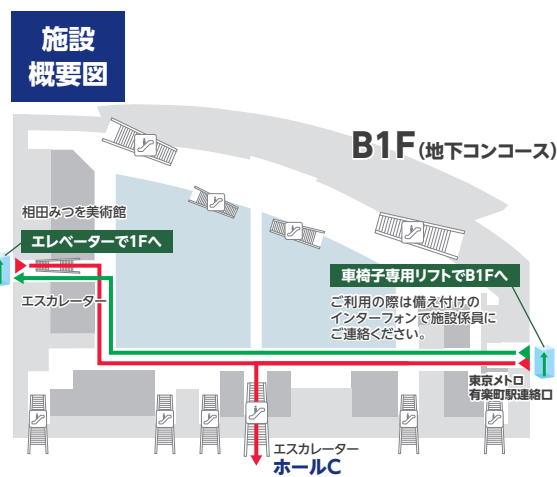 施設
概要図
B1F(地下コンコース)
相田みつを美術館
エレベーターで1Fへ
エスカレーター
車椅子専用リフトでB1Fへ
ご利用の際は備え付けの
インターフォンで施設係員に
ご連絡ください。
東京メトロ
有楽町駅連絡口
エスカレーター
ホールC